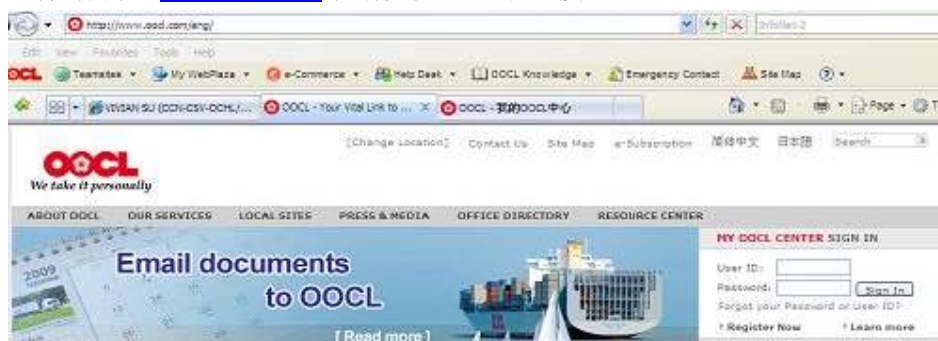 http://www.oocl.com/eng/
Edit View Favorites Tools Help
OOCL Teamsites My WebPlaza e-Commerce Help Desk OOCL Knowledge Emergency Contact Site Map
VIVIAN SU (CCN-CSV-OCHL/... OOCL - Your Vital Link to ... OOCL - 我的OOCL中心 Page
[Change Location] Contact Us Site Map e-Subscription 简体中文 日本語 Search
OOCL
We take it personally
ABOUT OOCL OUR SERVICES LOCAL SITES PRESS & MEDIA OFFICE DIRECTORY RESOURCE CENTER
MY OOCL CENTER SIGN IN
2009
Email documents
to OOCL
[ Read more ]
User ID:
Password: Sign In
Forgot your Password or User ID?
Register Now Learn more